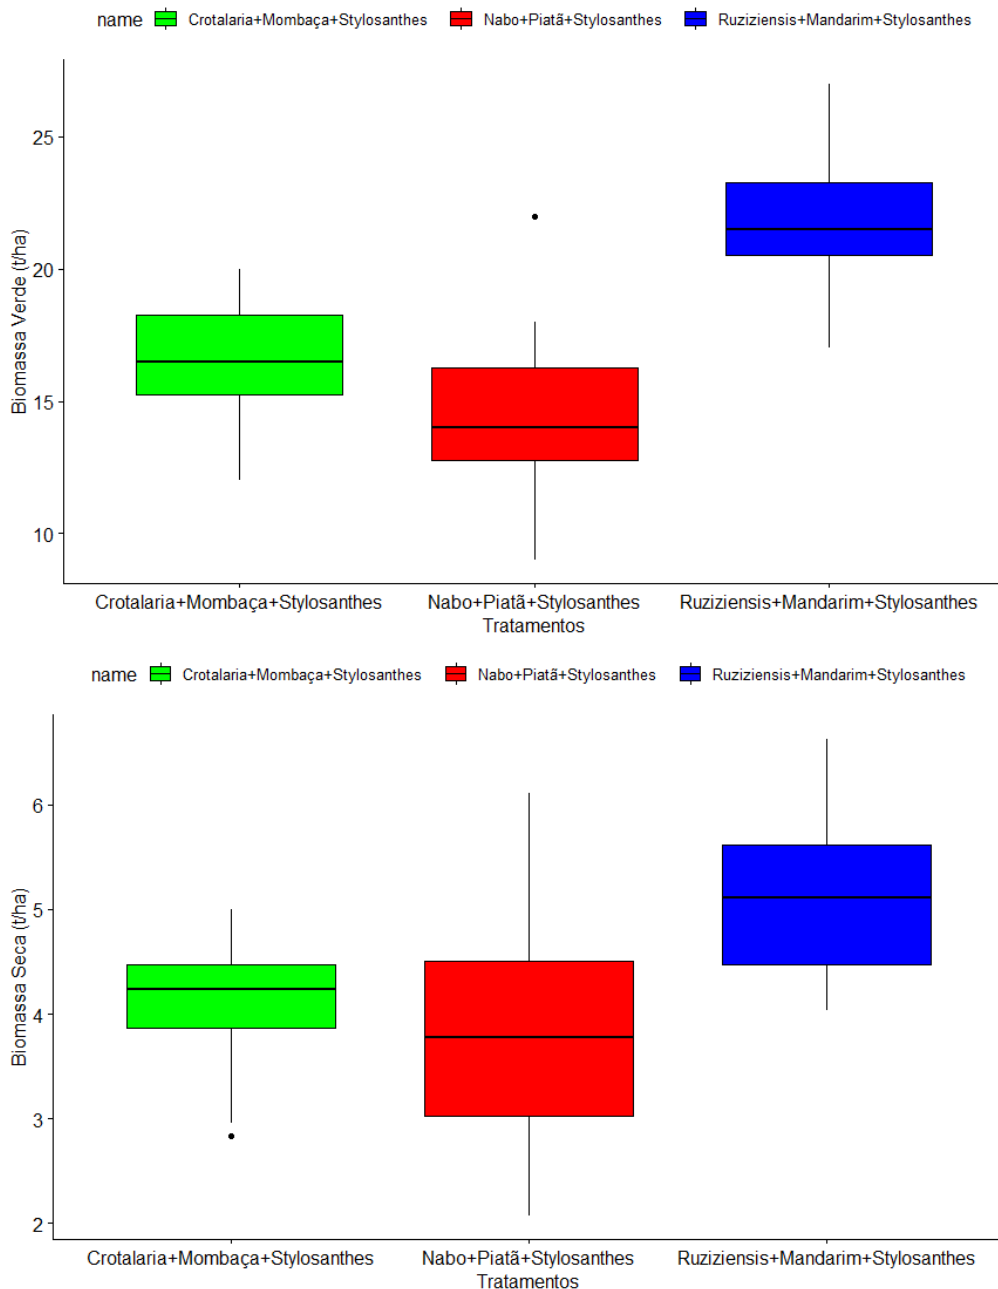 name Crotalaria+Mombaça+Stylosanthes Nabo+Piatã+Stylosanthes Ruziziensis+Mandarim+Stylosanthes
25
20
15
10
Biomassa Verde (t/ha)
Crotalaria+Mombaça+Stylosanthes Nabo+Piatã+Stylosanthes Ruziziensis+Mandarim+Stylosanthes
Tratamentos
name Crotalaria+Mombaça+Stylosanthes Nabo+Piatã+Stylosanthes Ruziziensis+Mandarim+Stylosanthes
6
5
4
3
2
Biomassa Seca (t/ha)
Crotalaria+Mombaça+Stylosanthes Nabo+Piatã+Stylosanthes Ruziziensis+Mandarim+Stylosanthes
Tratamentos